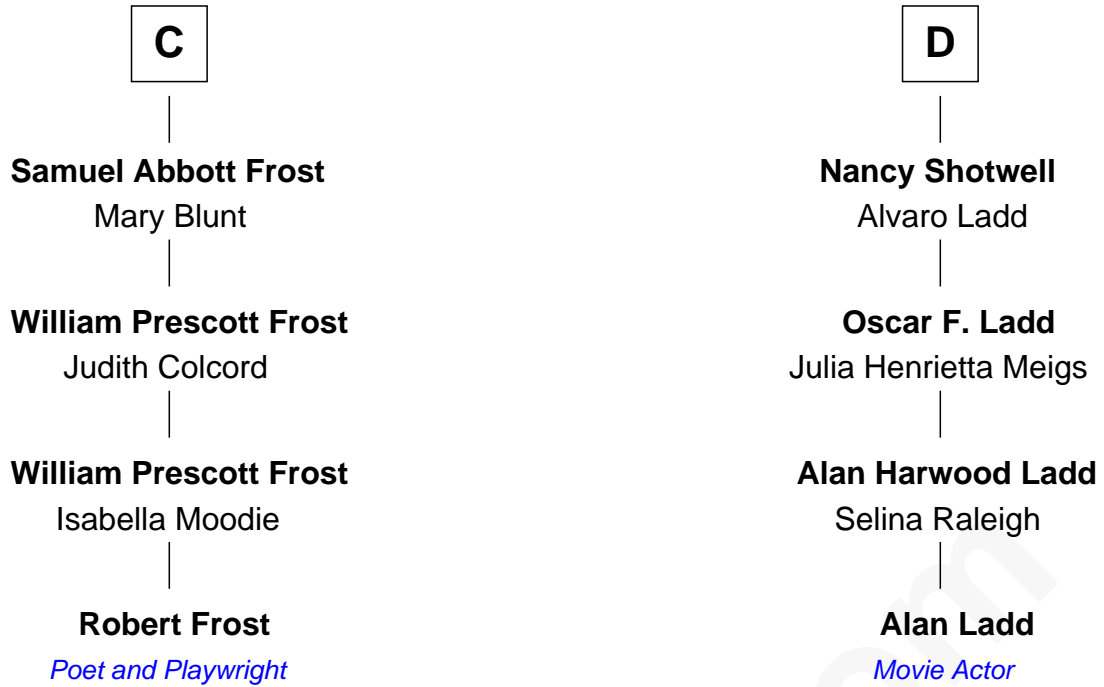 C
Samuel Abbott Frost
Mary Blunt
William Prescott Frost
Judith Colcord
William Prescott Frost
Isabella Moodie
Robert Frost
Poet and Playwright
D
Nancy Shotwell
Alvaro Ladd
Oscar F. Ladd
Julia Henrietta Meigs
Alan Harwood Ladd
Selina Raleigh
Alan Ladd
Movie Actor